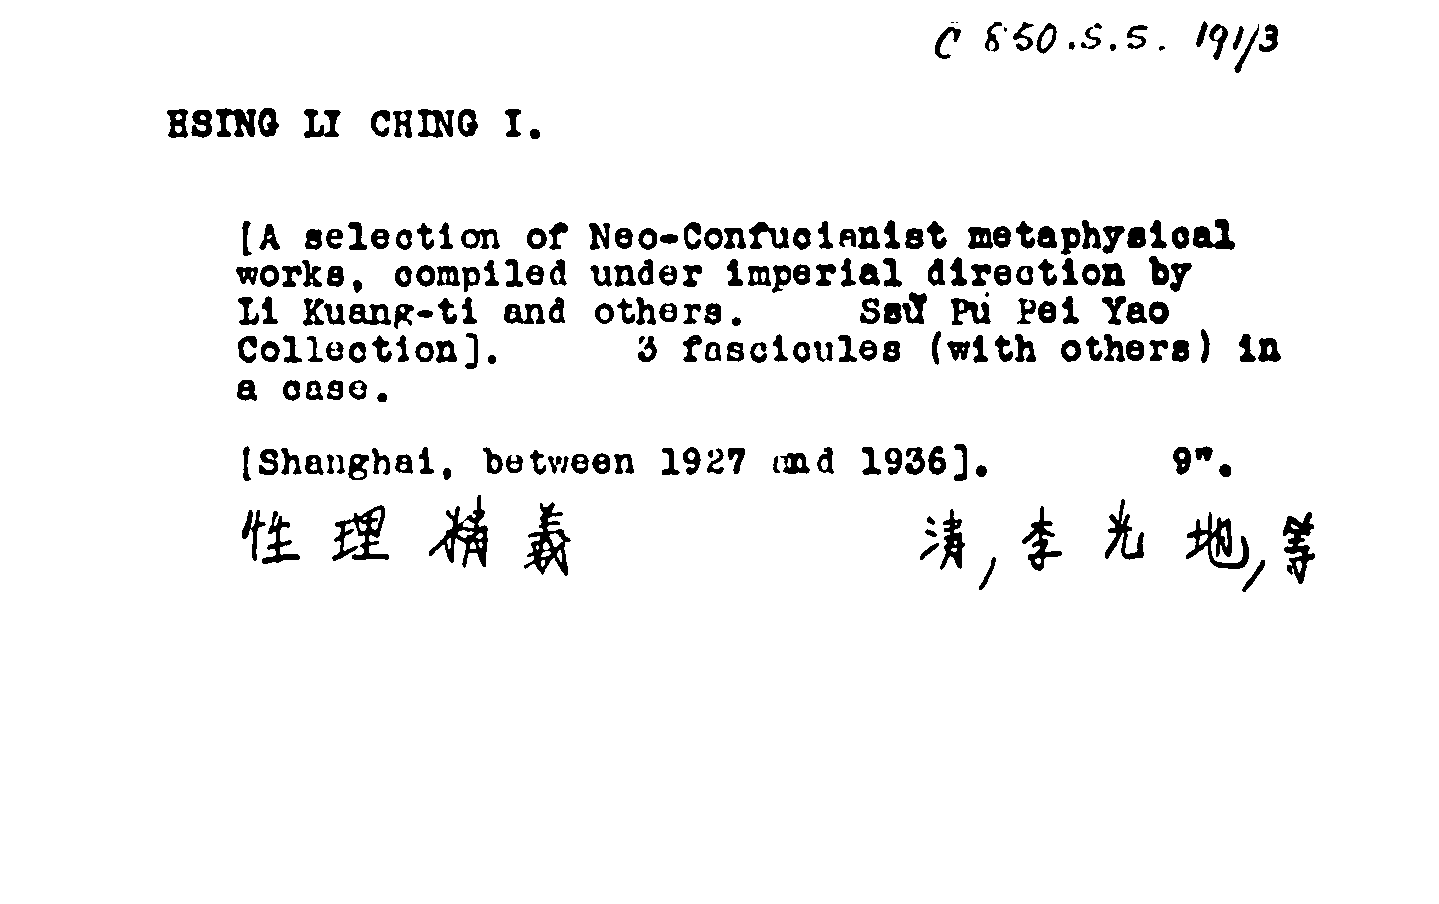 C 850.S.5. 191/3
HSING LI CHING I.
[A selection of Neo-Confucianist metaphysical
works, compiled under imperial direction by
Li Kuang-ti and others. Ssŭ Pu Pei Yao
Collection]. 3 fascicules (with others) in
a case.
[Shanghai, between 1927 and 1936]. 9".
性理精義 清,李光地,等